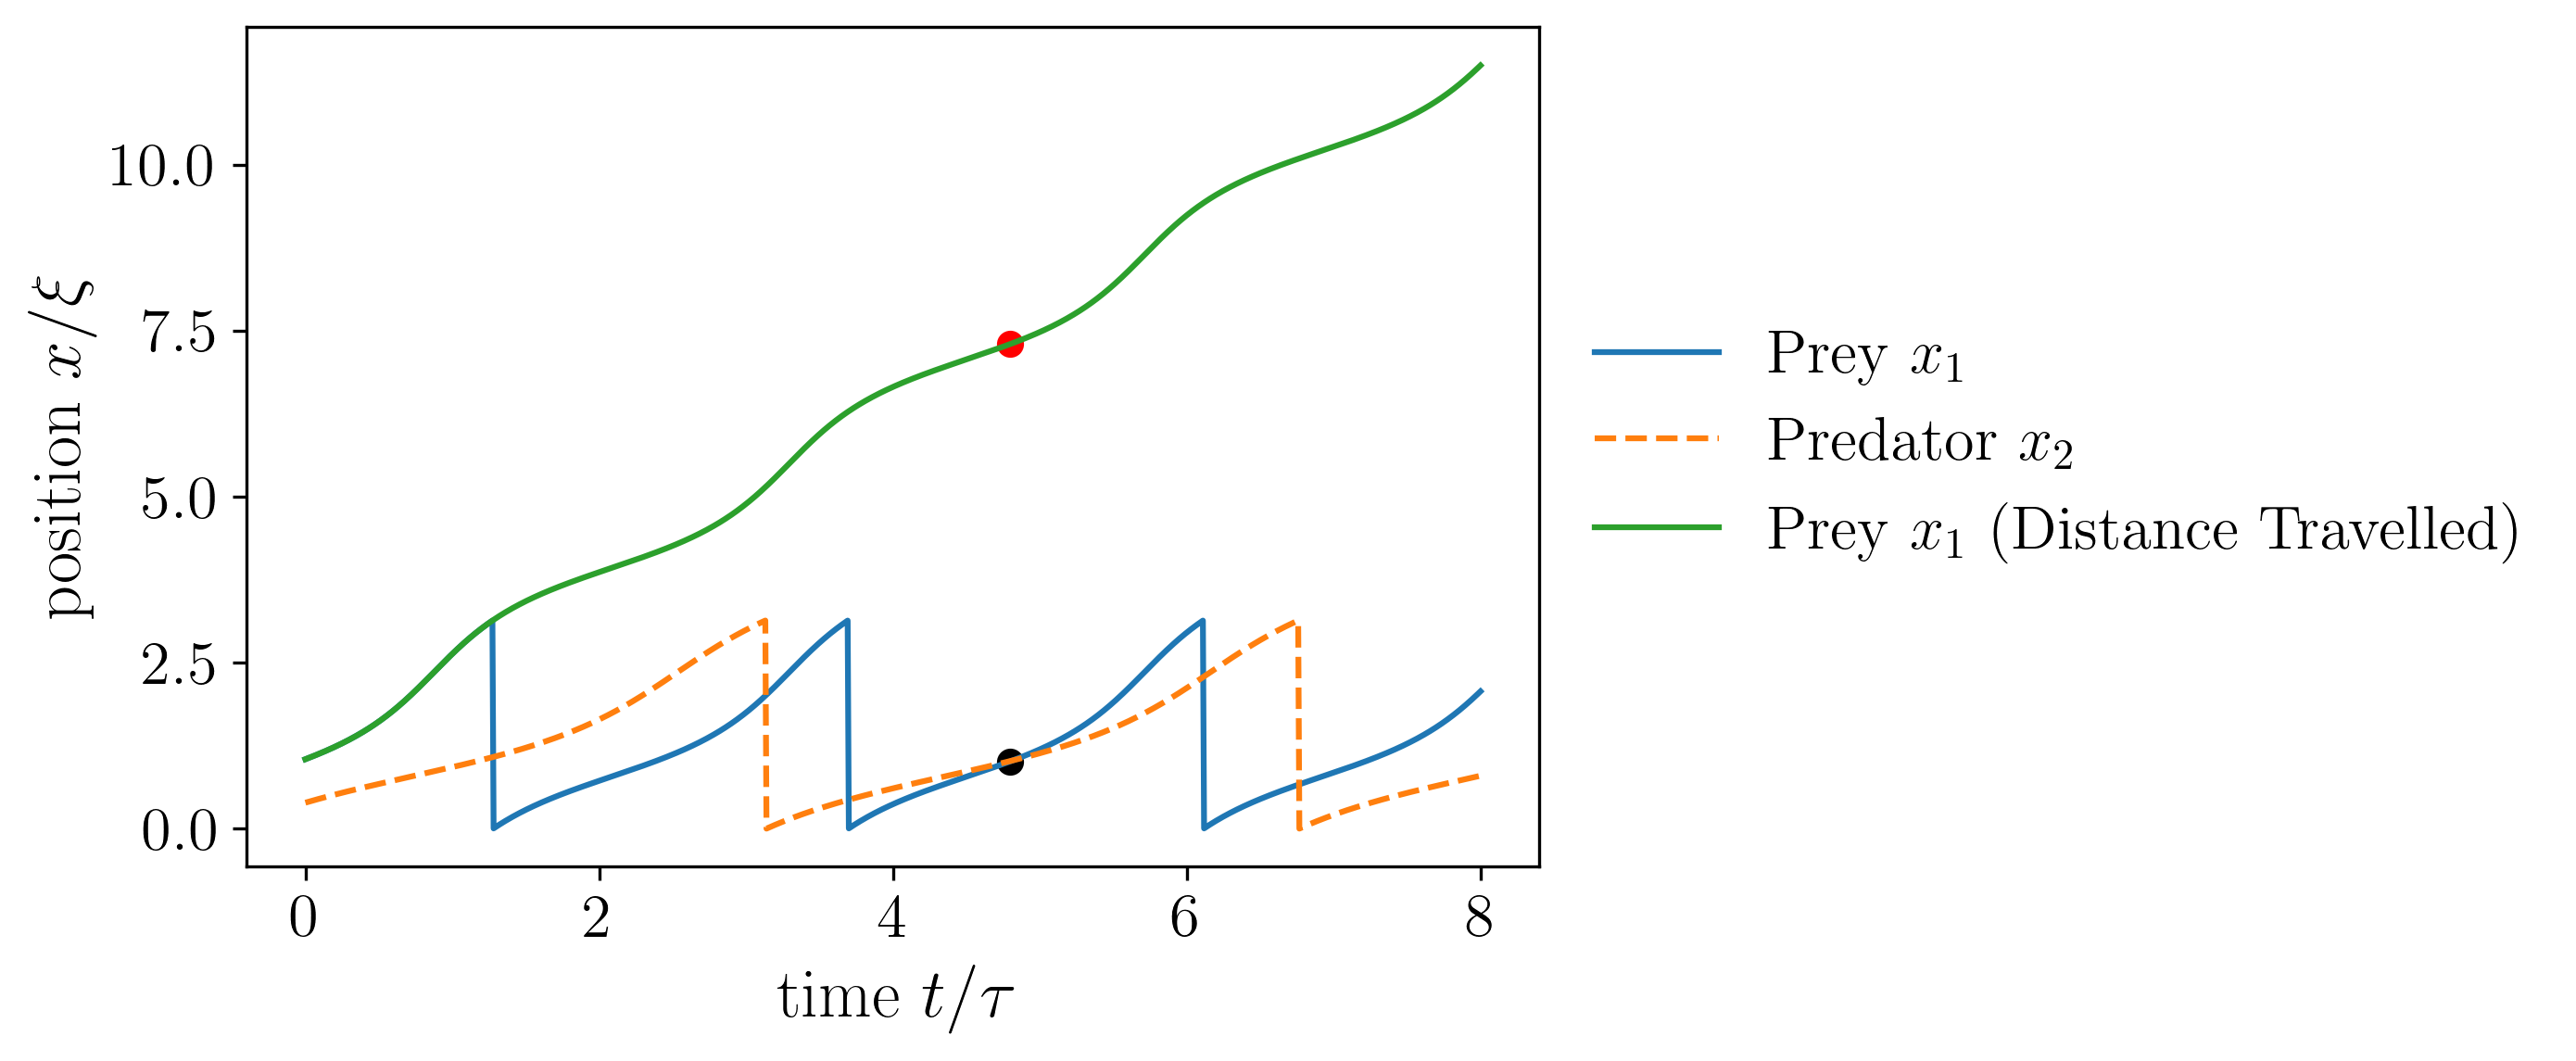 position x/ξ
10.0
7.5
5.0
2.5
0.0
0 2 4 6 8
time t/τ
Prey x₁
Predator x₂
Prey x₁ (Distance Travelled)